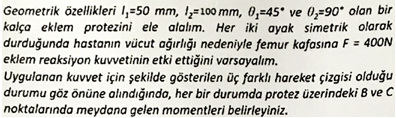 Geometrik özellikleri l₁=50 mm, l₂=100 mm, θ₁=45° ve θ₂=90° olan bir
kalça eklem protezini ele alalım. Her iki ayak simetrik olarak
durduğunda hastanın vücut ağırlığı nedeniyle femur kafasına F = 400N
eklem reaksiyon kuvvetinin etki ettiğini varsayalım.
Uygulanan kuvvet için şekilde gösterilen üç farklı hareket çizgisi olduğu
durumu göz önüne alındığında, her bir durumda protez üzerindeki B ve C
noktalarında meydana gelen momentleri belirleyiniz.